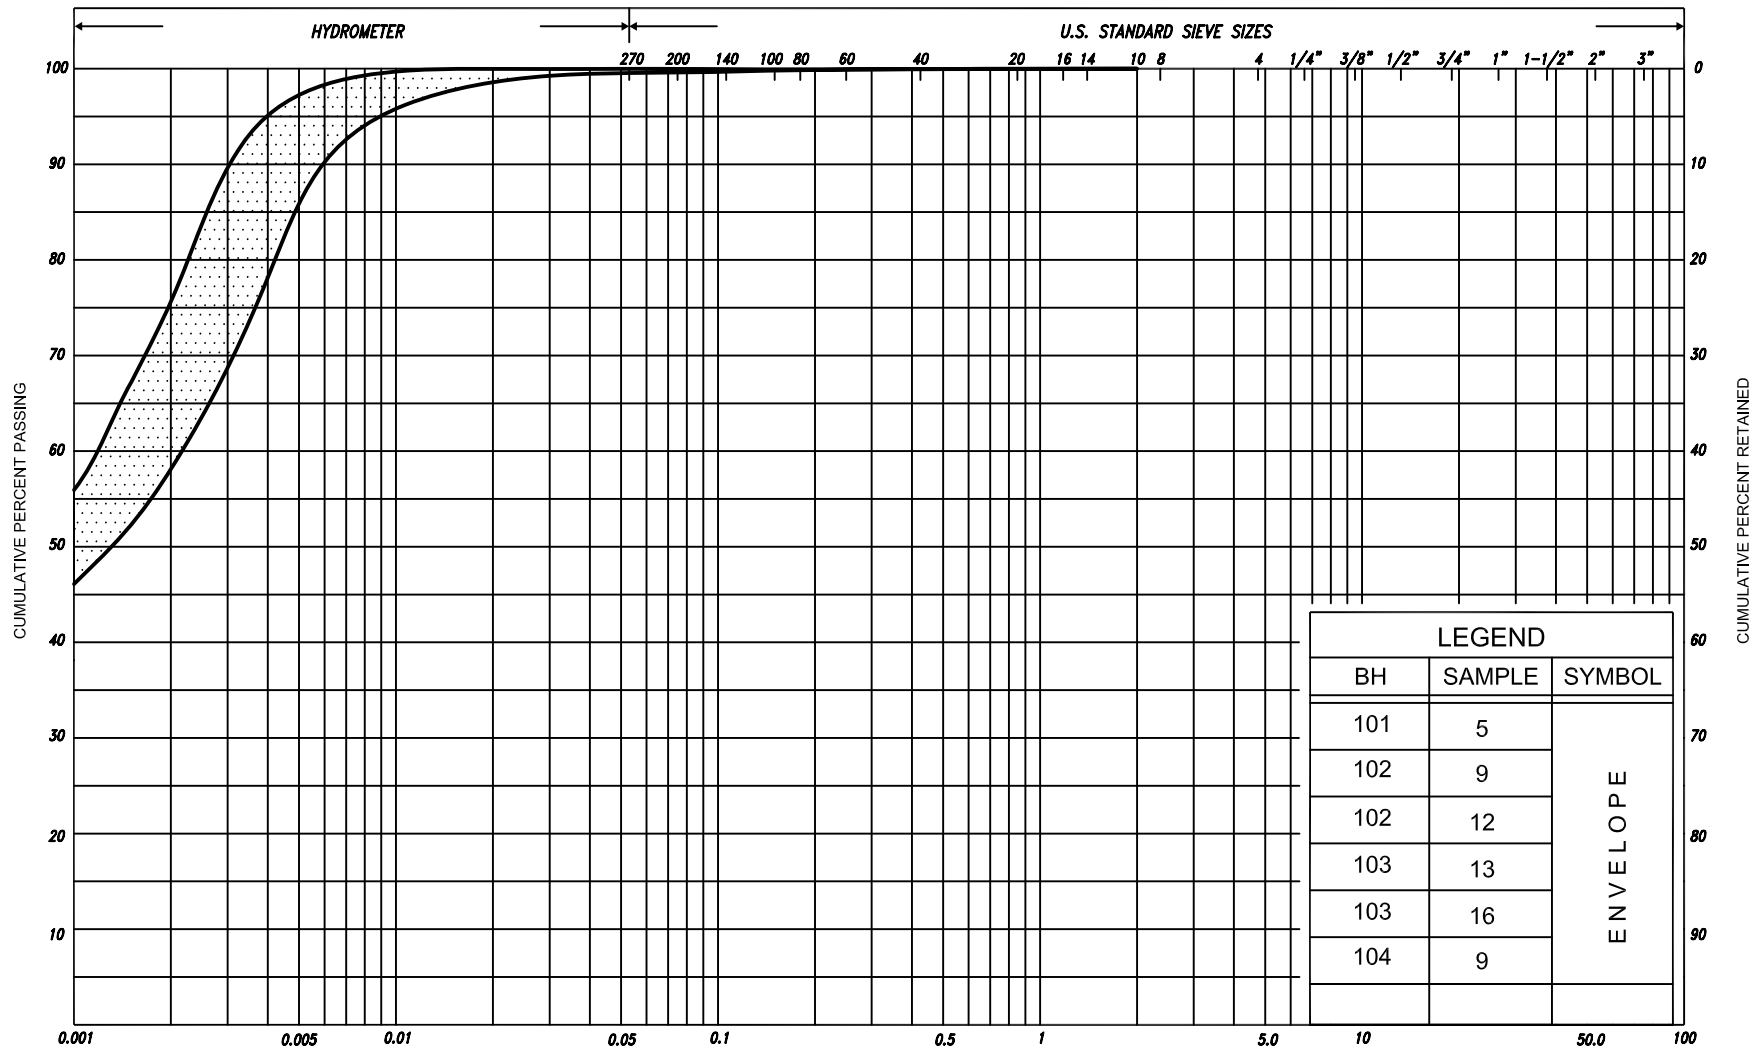 HYDROMETER U.S. STANDARD SIEVE SIZES
270 200 140 100 80 60 40 20 16 14 10 8 4 1/4" 3/8" 1/2" 3/4" 1" 1-1/2" 2" 3"
100 0
90 10
80 20
70 30
60 40
50 50
40 60
30 70
20 80
10 90
CUMULATIVE PERCENT PASSING
CUMULATIVE PERCENT RETAINED
LEGEND
BH SAMPLE SYMBOL
101 5
102 9
102 12
103 13
103 16
104 9
ENVELOPE
0.001 0.005 0.01 0.05 0.1 0.5 1 5.0 10 50.0 100